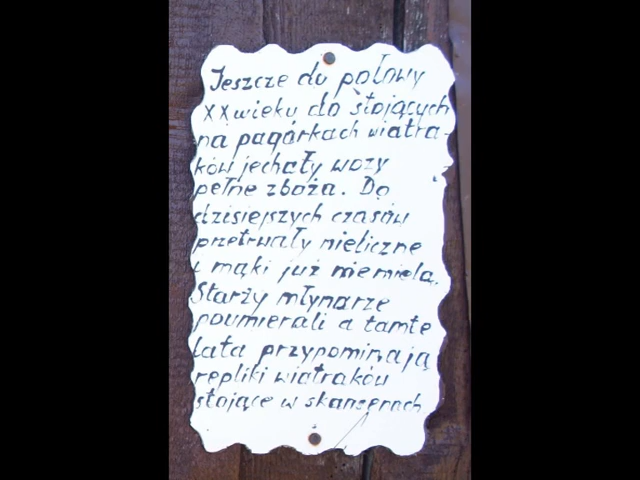 Jeszcze do połowy
XX wieku do stojących
na pagórkach wiatra-
ków jechały wozy
pełne zboża. Do
dzisiejszych czasów
przetrwały nieliczne
i mąki już nie mielą.
Starzy młynarze
poumierali a tamte
lata przypominają
repliki wiatraków
stojące w skansenach